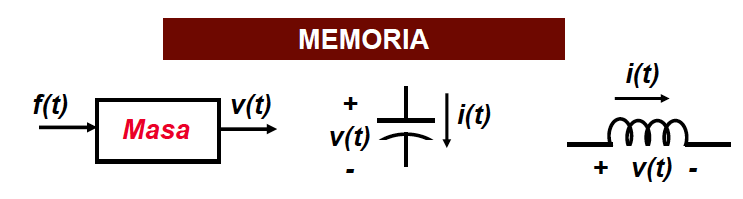 MEMORIA
f(t)
Masa
v(t)
+
v(t)
-
i(t)
i(t)
+ v(t) -